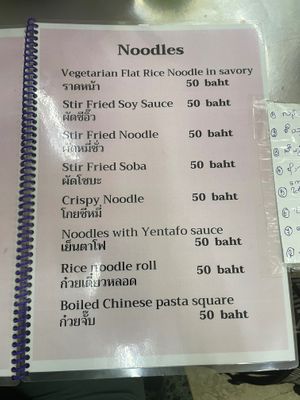 Noodles
Vegetarian Flat Rice Noodle in savory
ราดหน้า 50 baht
Stir Fried Soy Sauce 50 baht
ผัดซีอิ๊ว
Stir Fried Noodle 50 baht
ผัดหมี่ซั่ว
Stir Fried Soba 50 baht
ผัดโซบะ
Crispy Noodle 50 baht
โกยซีหมี่
Noodles with Yentafo sauce
เย็นตาโฟ 50 baht
Rice noodle roll 50 baht
ก๋วยเตี๋ยวหลอด
Boiled Chinese pasta square
ก๋วยจั๊บ 50 baht